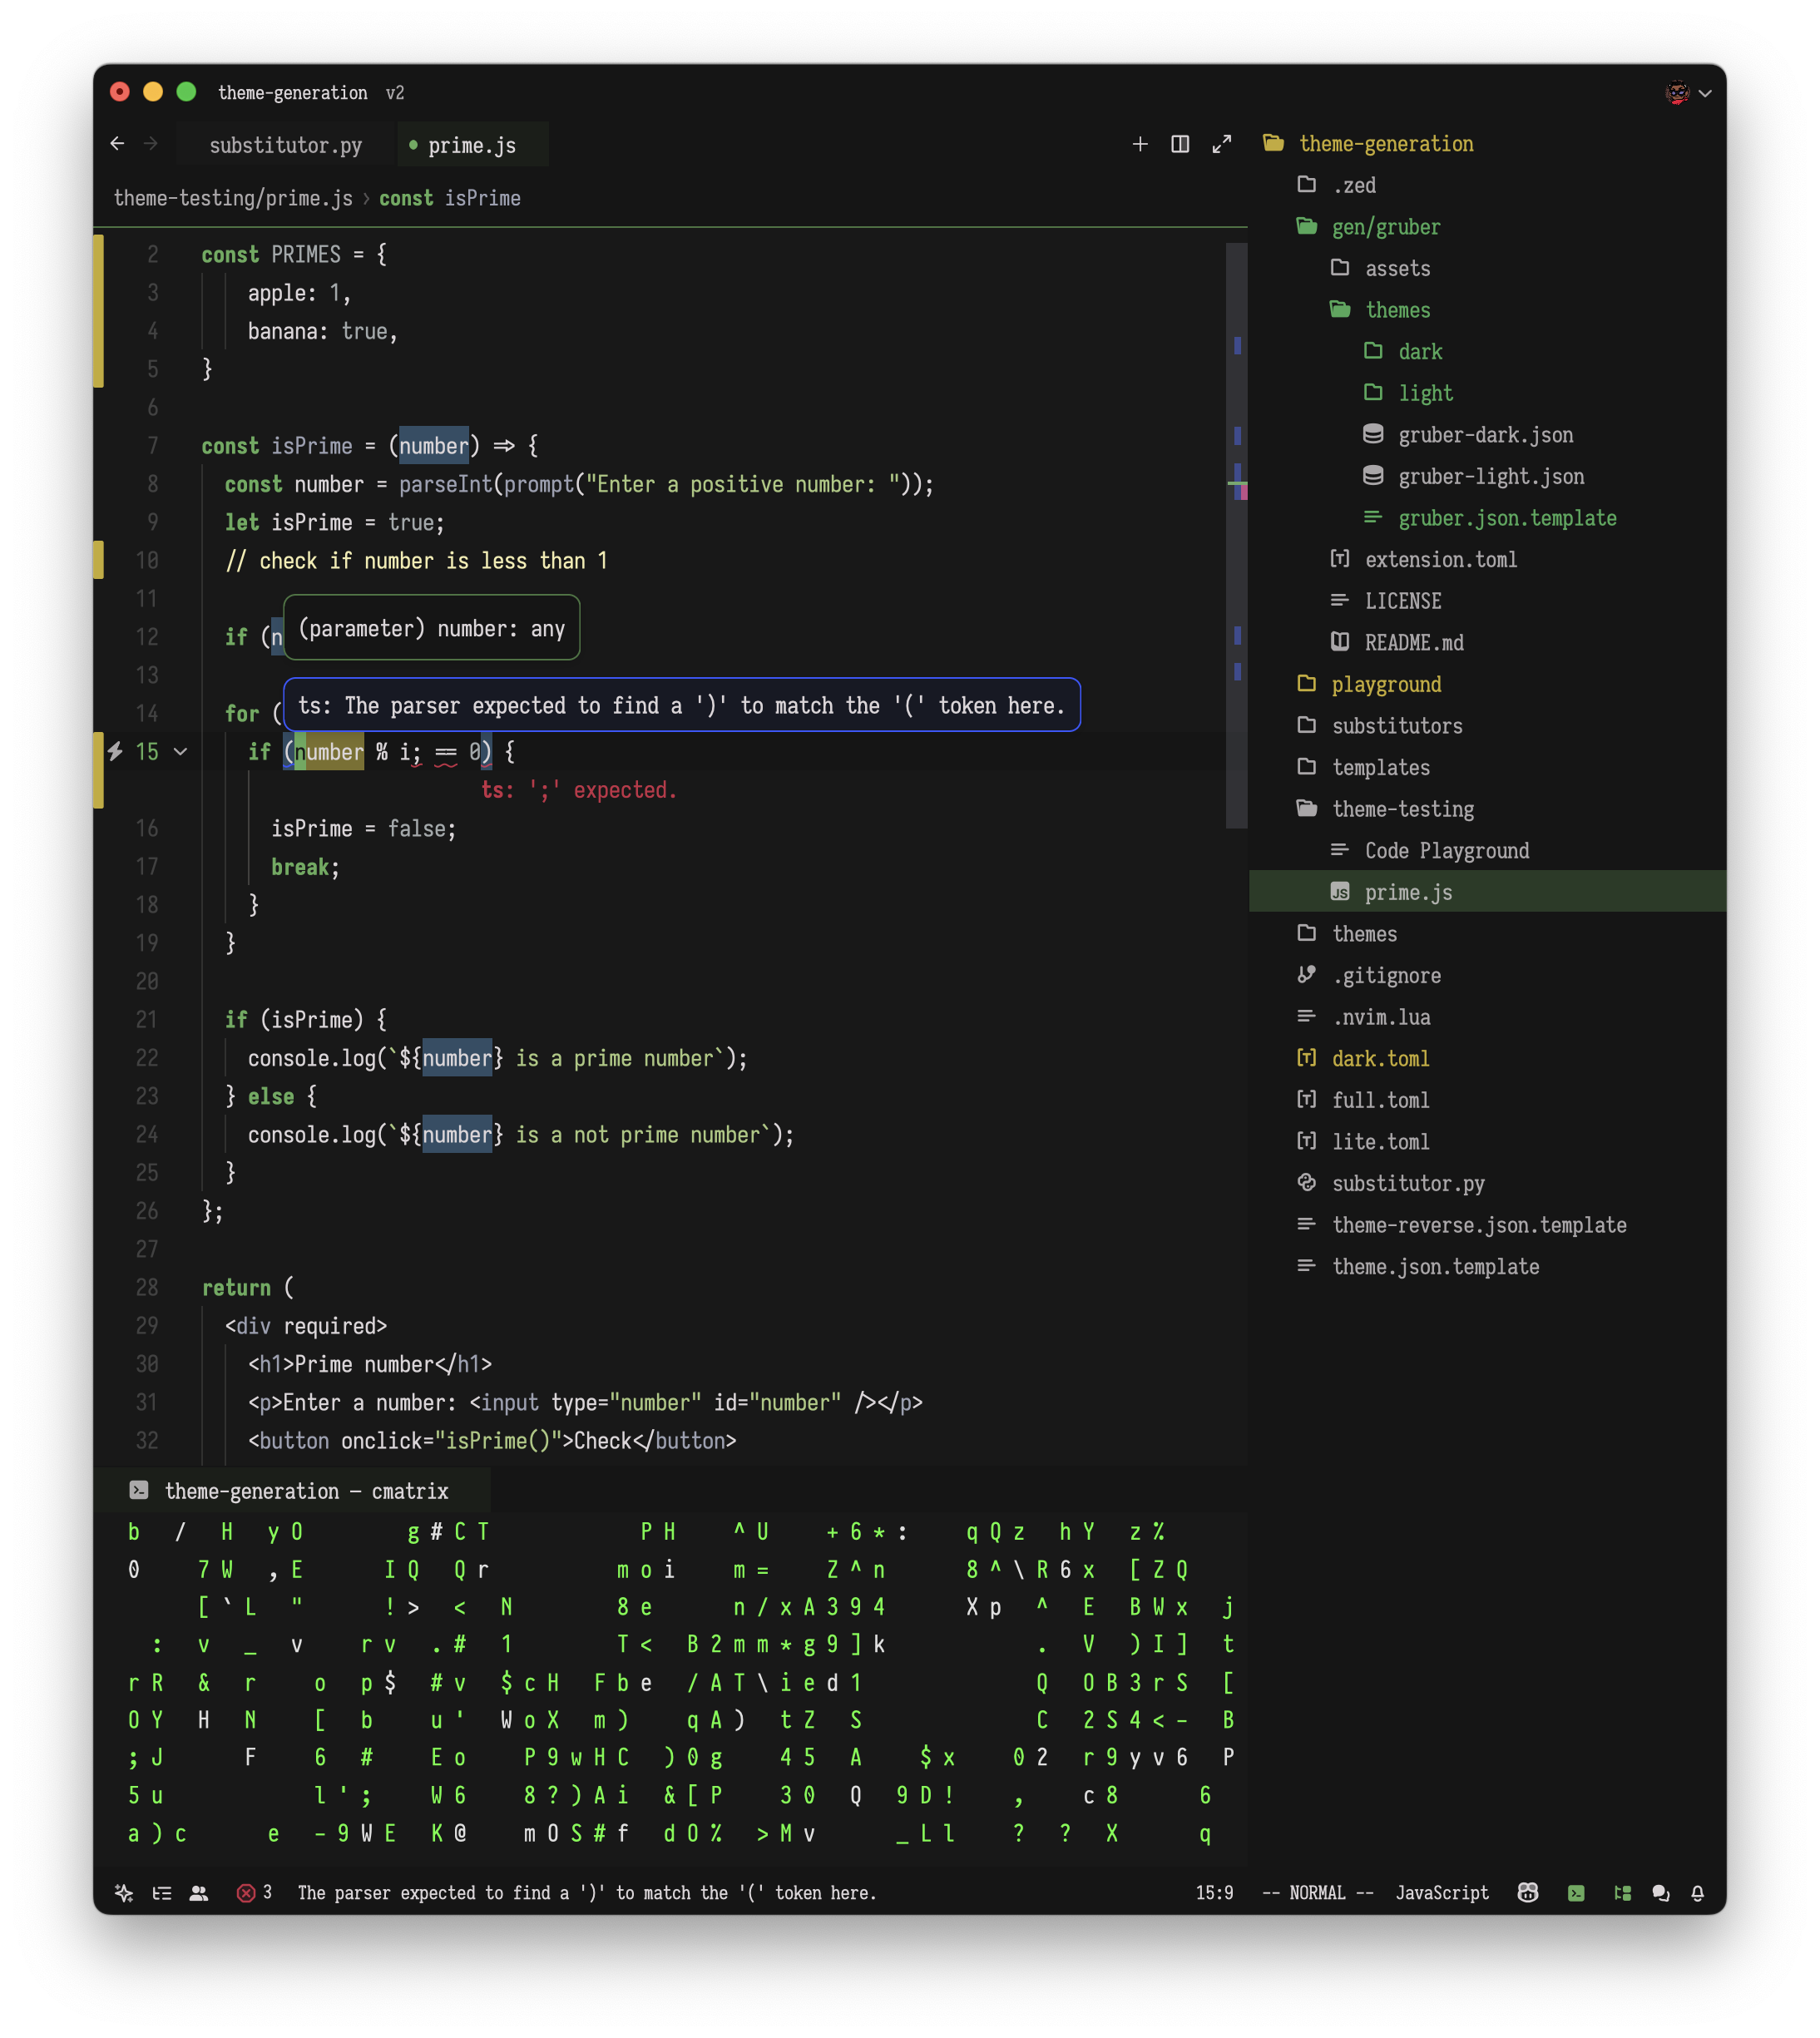 theme-generation v2
substitutor.py prime.js
theme-testing/prime.js › const isPrime
2 const PRIMES = {
3 apple: 1,
4 banana: true,
5 }
6
7 const isPrime = (number) => {
8 const number = parseInt(prompt("Enter a positive number: "));
9 let isPrime = true;
10 // check if number is less than 1
11
(parameter) number: any
12 if (n
13
ts: The parser expected to find a ')' to match the '(' token here.
14 for (
15 if (number % i; == 0) {
ts: ';' expected.
16 isPrime = false;
17 break;
18 }
19 }
20
21 if (isPrime) {
22 console.log(`${number} is a prime number`);
23 } else {
24 console.log(`${number} is a not prime number`);
25 }
26 };
27
28 return (
29 <div required>
30 <h1>Prime number</h1>
31 <p>Enter a number: <input type="number" id="number" /></p>
32 <button onclick="isPrime()">Check</button>
theme-generation
.zed
gen/gruber
assets
themes
dark
light
gruber-dark.json
gruber-light.json
gruber.json.template
extension.toml
LICENSE
README.md
playground
substitutors
templates
theme-testing
Code Playground
prime.js
themes
.gitignore
.nvim.lua
dark.toml
full.toml
lite.toml
substitutor.py
theme-reverse.json.template
theme.json.template
theme-generation — cmatrix
b / H y O g # C T P H ^ U + 6 * : q Q z h Y z %
0 7 W , E I Q Q r m o i m = Z ^ n 8 ^ \ R 6 x [ Z Q
[ ` L " ! > < N 8 e n / x A 3 9 4 X p ^ E B W x j
: v _ v r v . # 1 T < B 2 m m * g 9 ] k . V ) I ] t
r R & r o p $ # v $ c H F b e / A T \ i e d 1 Q O B 3 r S [
O Y H N [ b u ' W o X m ) q A ) t Z S C 2 S 4 < - B
; J F 6 # E o P 9 w H C ) 0 g 4 5 A $ x 0 2 r 9 y v 6 P
5 u l ' ; W 6 8 ? ) A i & [ P 3 0 Q 9 D ! , c 8 6
a ) c e - 9 W E K @ m O S # f d O % > M v _ L l ? ? X q
3 The parser expected to find a ')' to match the '(' token here. 15:9 -- NORMAL -- JavaScript